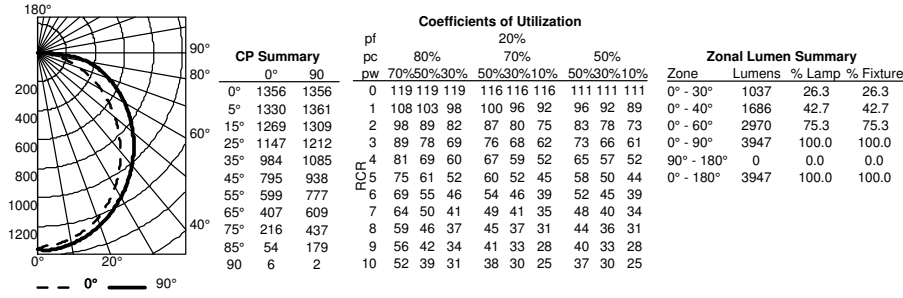 180°
90°
80°
200
400
600
60°
800
1000
40°
1200
0° 20°
0° 90°
CP Summary
0° 90
0° 1356 1356
5° 1330 1361
15° 1269 1309
25° 1147 1212
35° 984 1085
45° 795 938
55° 599 777
65° 407 609
75° 216 437
85° 54 179
90 6 2
Coefficients of Utilization
pf 20%
pc 80% 70% 50%
pw 70%50%30% 50%30%10% 50%30%10%
RCR
0 119 119 119 116 116 116 111 111 111
1 108 103 98 100 96 92 96 92 89
2 98 89 82 87 80 75 83 78 73
3 89 78 69 76 68 62 73 66 61
4 81 69 60 67 59 52 65 57 52
5 75 61 52 60 52 45 58 50 44
6 69 55 46 54 46 39 52 45 39
7 64 50 41 49 41 35 48 40 34
8 59 46 37 45 37 31 44 36 31
9 56 42 34 41 33 28 40 33 28
10 52 39 31 38 30 25 37 30 25
Zonal Lumen Summary
Zone Lumens % Lamp % Fixture
0° - 30° 1037 26.3 26.3
0° - 40° 1686 42.7 42.7
0° - 60° 2970 75.3 75.3
0° - 90° 3947 100.0 100.0
90° - 180° 0 0.0 0.0
0° - 180° 3947 100.0 100.0